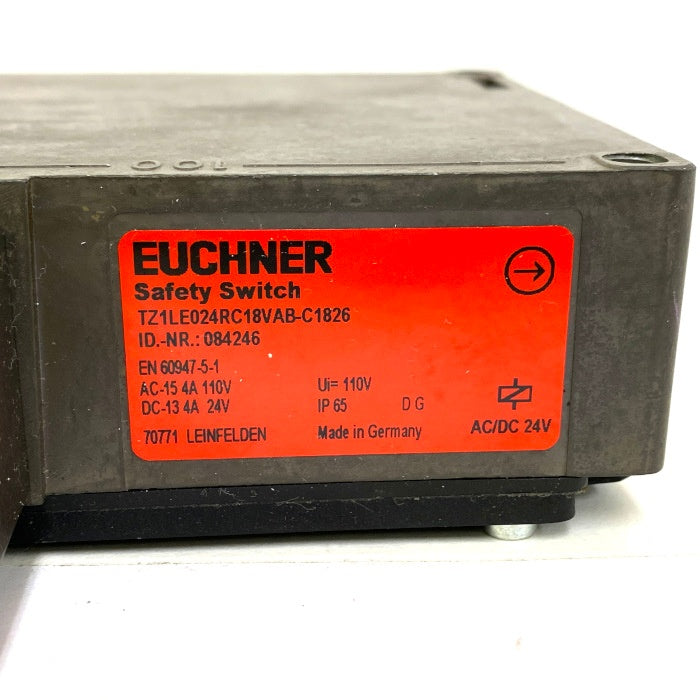 100
EUCHNER
Safety Switch
TZ1LE024RC18VAB-C1826
ID.-NR.: 084246
EN 60947-5-1
AC-15 4A 110V Ui= 110V
DC-13 4A 24V IP 65 D G
70771 LEINFELDEN Made in Germany AC/DC 24V